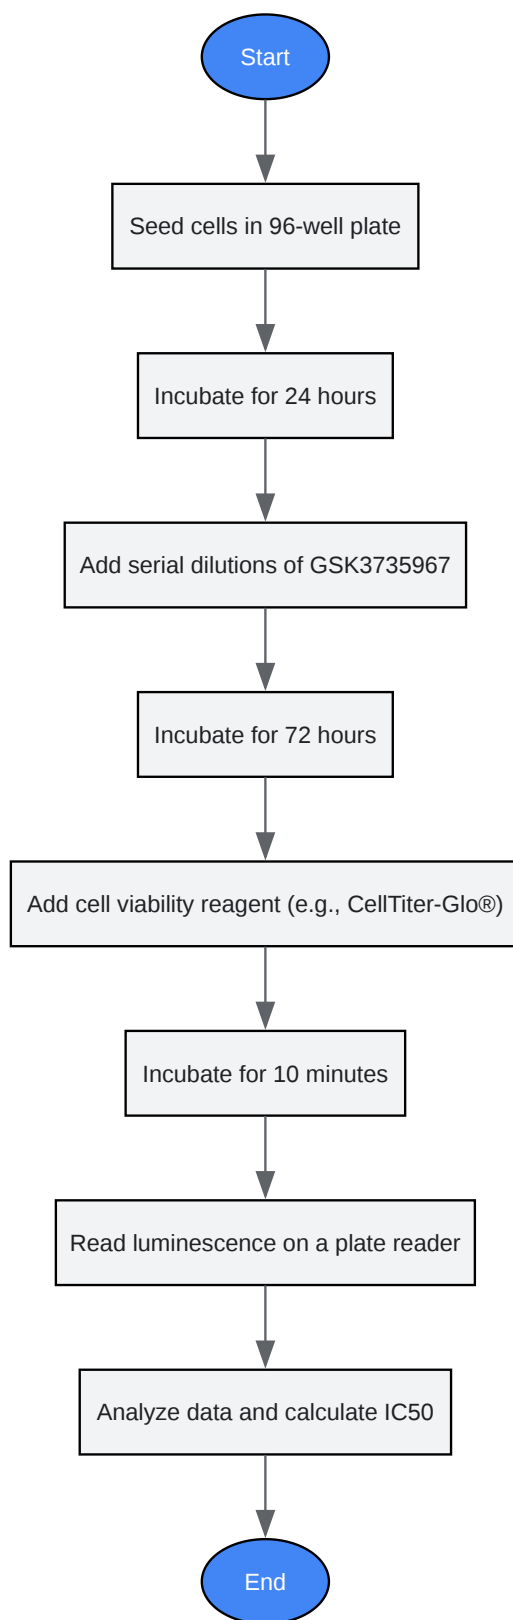 Start
Seed cells in 96-well plate
Incubate for 24 hours
Add serial dilutions of GSK3735967
Incubate for 72 hours
Add cell viability reagent (e.g., CellTiter-Glo®)
Incubate for 10 minutes
Read luminescence on a plate reader
Analyze data and calculate IC50
End